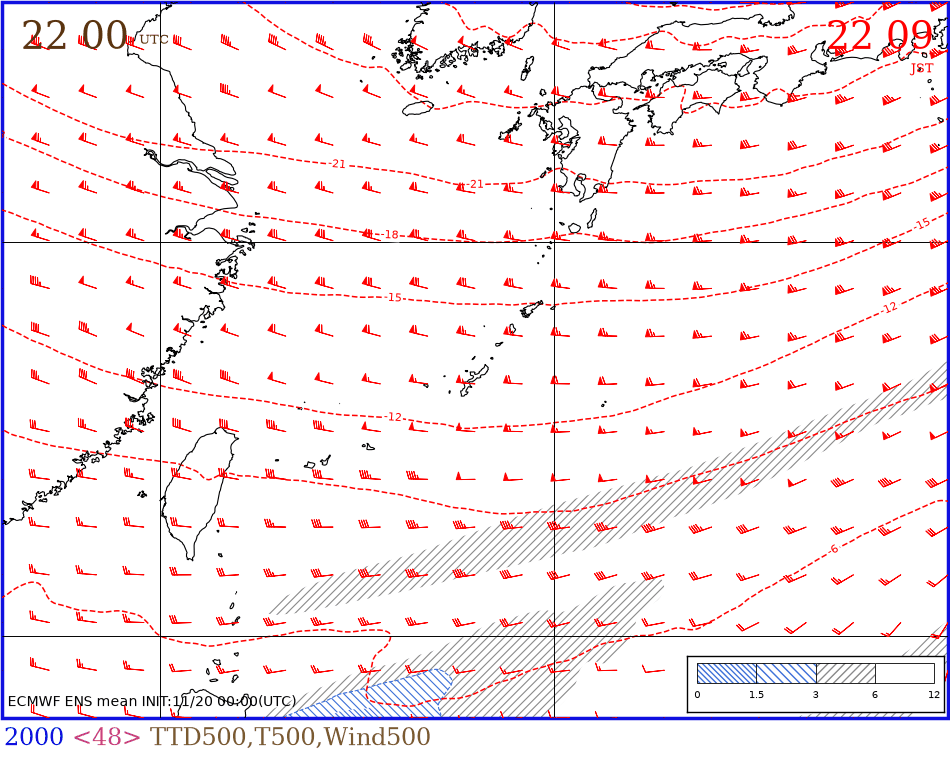 22 00 UTC
22 09
JST
-21
-21
-18
-15
-15
-12
-12
-6
0 1.5 3 6 12
ECMWF ENS mean INIT:11/20 00:00(UTC)
2000 <48> TTD500,T500,Wind500